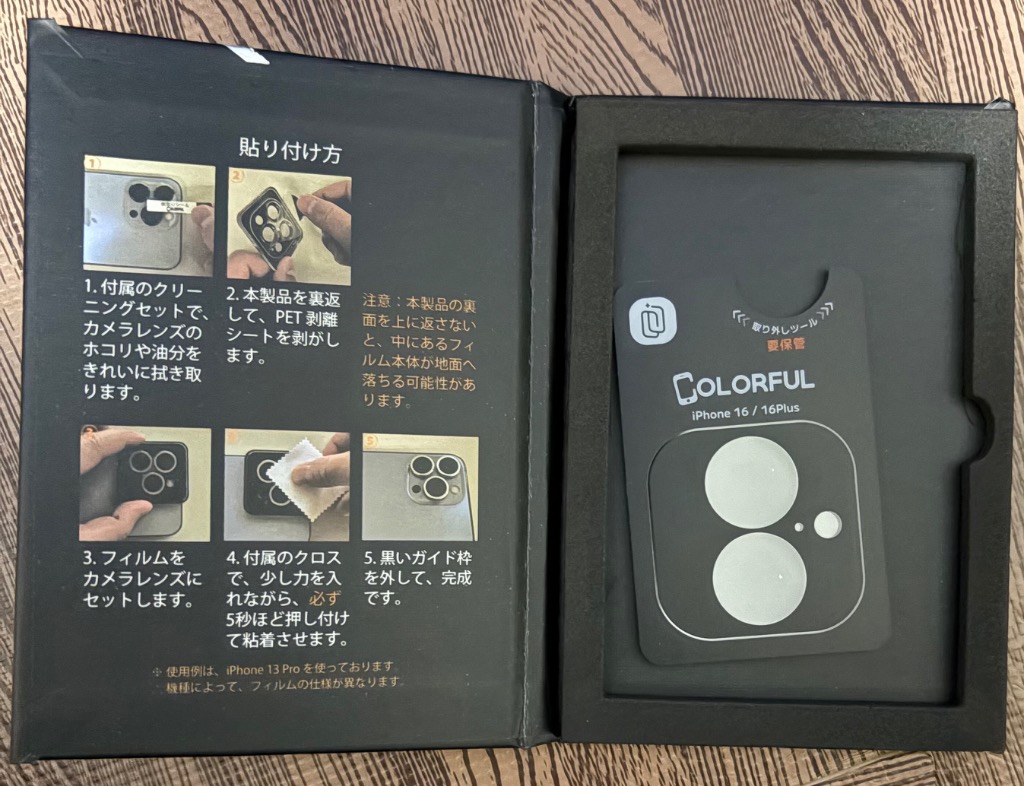 貼り付け方
1)
2)
1. 付属のクリー
ニングセットで、
カメラレンズの
ホコリや油分を
きれいに拭き取
ります。
2. 本製品を裏返
して、PET 剥離
シートを剥がし
ます。
注意：本製品の裏
面を上に返さない
と、中にあるフィ
ルム本体が地面へ
落ちる可能性があ
ります。
5)
3. フィルムを
カメラレンズに
セットします。
4. 付属のクロス
で、少し力を入
れながら、必ず
5秒ほど押し付け
て粘着させます。
5. 黒いガイド枠
を外して、完成
です。
※ 使用例は、iPhone 13 Pro を使っております
機種によって、フィルムの仕様が異なります。
取り外しツール
要保管
COLORFUL
iPhone 16 / 16Plus